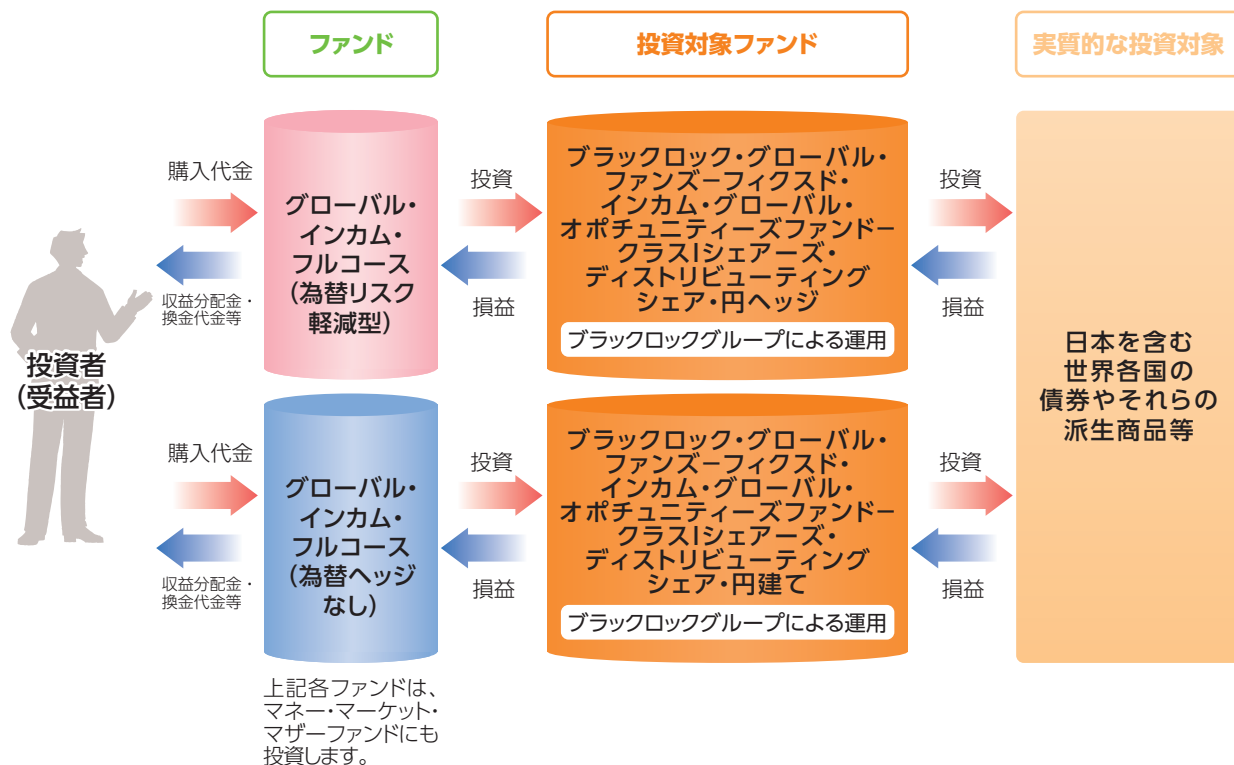 ファンド
投資対象ファンド
実質的な投資対象
購入代金
収益分配金・
換金代金等
投資者
(受益者)
購入代金
収益分配金・
換金代金等
グローバル・
インカム・
フルコース
(為替リスク
軽減型)
投資
損益
ブラックロック・グローバル・
ファンズーフィクスド・
インカム・グローバル・
オポチュニティーズファンドー
クラスIシェアーズ・
ディストリビューティング
シェア・円ヘッジ
ブラックロックグループによる運用
投資
損益
グローバル・
インカム・
フルコース
(為替ヘッジ
なし)
投資
損益
ブラックロック・グローバル・
ファンズーフィクスド・
インカム・グローバル・
オポチュニティーズファンドー
クラスIシェアーズ・
ディストリビューティング
シェア・円建て
ブラックロックグループによる運用
投資
損益
日本を含む
世界各国の
債券やそれらの
派生商品等
上記各ファンドは、
マネー・マーケット・
マザーファンドにも
投資します。